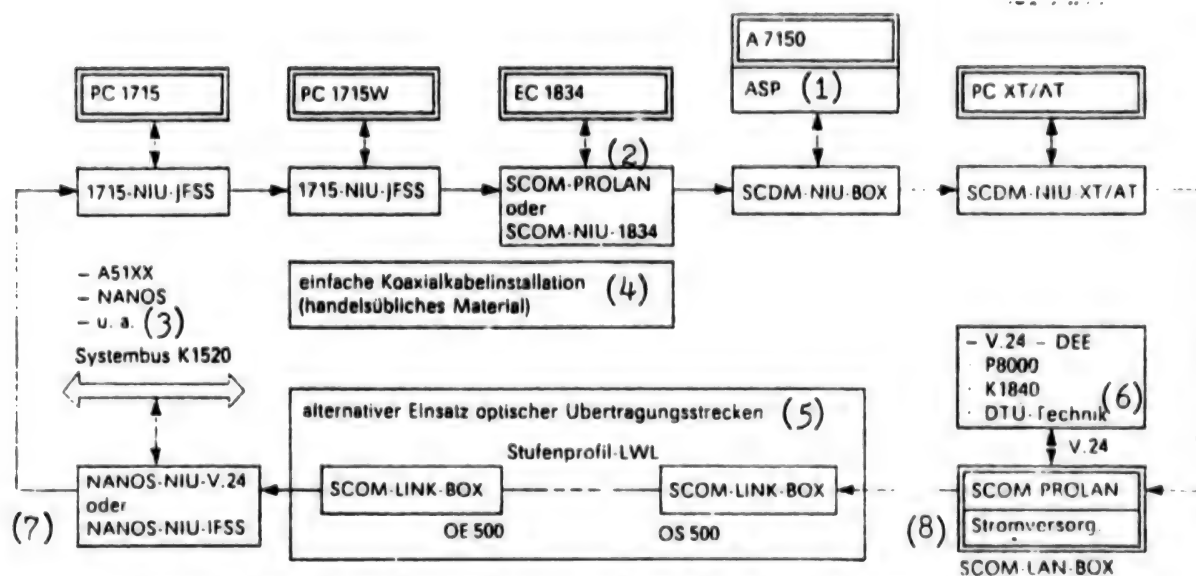 A 7150
ASP (1)
PC 1715
PC 1715W
EC 1834
PC XT/AT
(2)
1715-NIU-JFSS
1715-NIU-JFSS
SCOM-PROLAN
oder
SCOM-NIU-1834
SCDM-NIU-BOX
SCDM-NIU-XT/AT
– A51XX
– NANOS
– u. a. (3)
Systembus K1520
einfache Koaxialkabelinstallation
(handelsübliches Material) (4)
– V.24 – DEE
P8000
· K1840
· DTÜ-Technik (6)
V.24
alternativer Einsatz optischer Übertragungsstrecken (5)
Stufenprofil-LWL
NANOS-NIU-V.24
oder
NANOS-NIU-IFSS
(7)
SCOM-LINK-BOX
OE 500
SCOM-LINK-BOX
OS 500
SCOM PROLAN
(8) Stromversorg.
SCOM-LAN-BOX